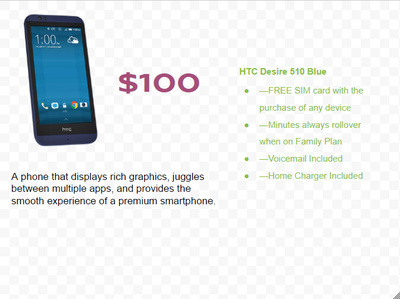 1:00
htc
$100
HTC Desire 510 Blue
● —FREE SIM card with the
purchase of any device
● —Minutes always rollover
when on Family Plan
● —Voicemail Included
● —Home Charger Included
A phone that displays rich graphics, juggles
between multiple apps, and provides the
smooth experience of a premium smartphone.